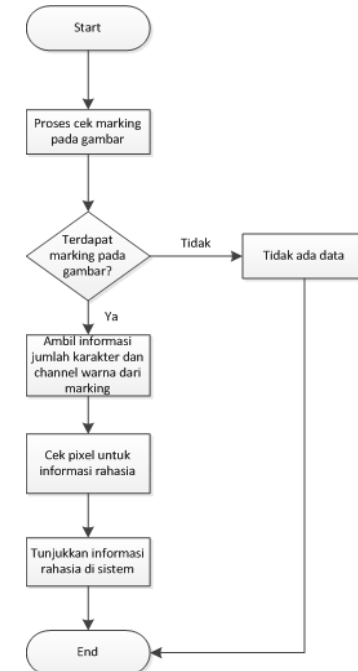 Start
Proses cek marking
pada gambar
Terdapat
marking pada
gambar?
Tidak
Tidak ada data
Ya
Ambil informasi
jumlah karakter dan
channel warna dari
marking
Cek pixel untuk
informasi rahasia
Tunjukkan informasi
rahasia di sistem
End